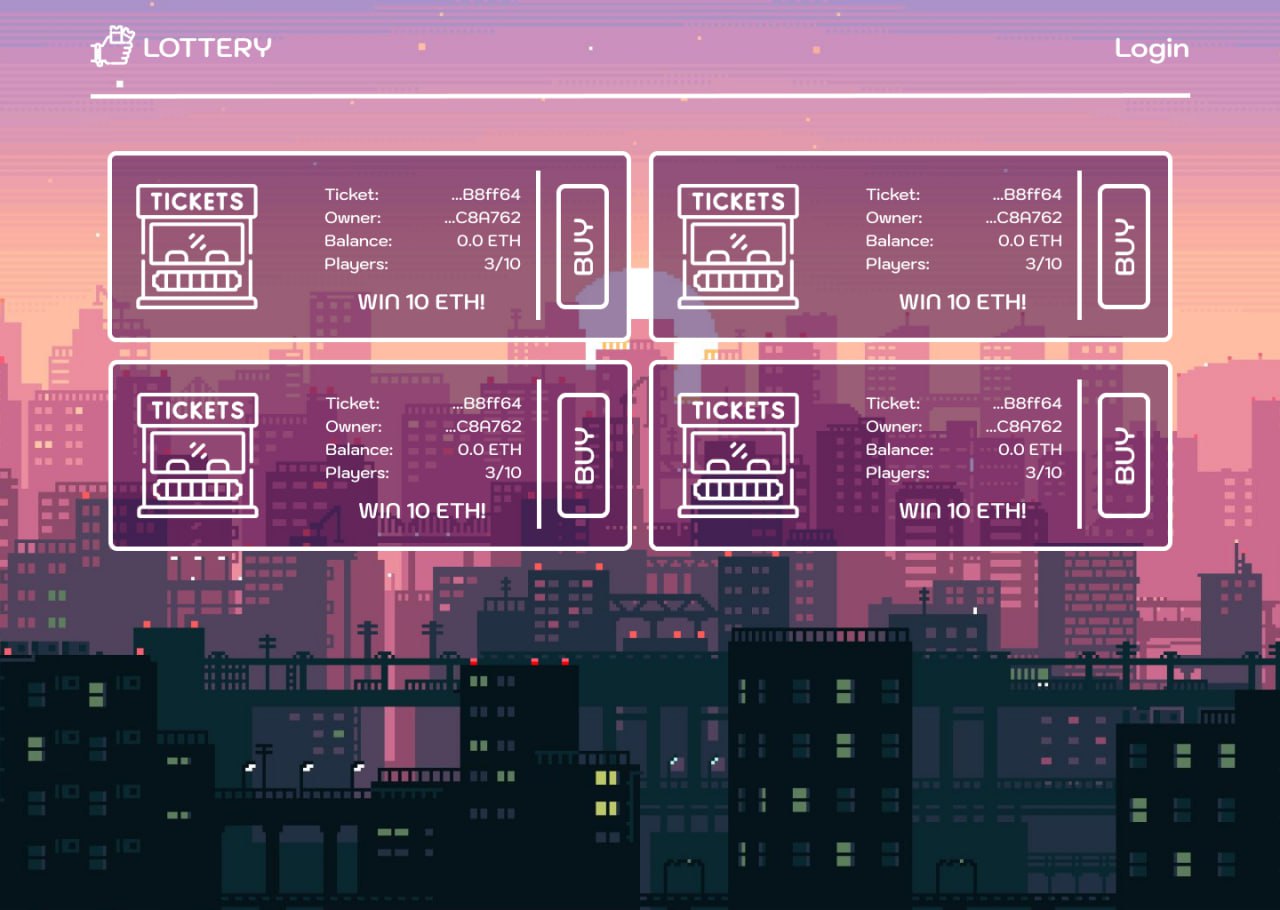 LOTTERY
Login
TICKETS
Ticket: ...B8ff64
Owner: ...C8A762
Balance: 0.0 ETH
Players: 3/10
WIN 10 ETH!
BUY
TICKETS
Ticket: ...B8ff64
Owner: ...C8A762
Balance: 0.0 ETH
Players: 3/10
WIN 10 ETH!
BUY
TICKETS
Ticket: ...B8ff64
Owner: ...C8A762
Balance: 0.0 ETH
Players: 3/10
WIN 10 ETH!
BUY
TICKETS
Ticket: ...B8ff64
Owner: ...C8A762
Balance: 0.0 ETH
Players: 3/10
WIN 10 ETH!
BUY